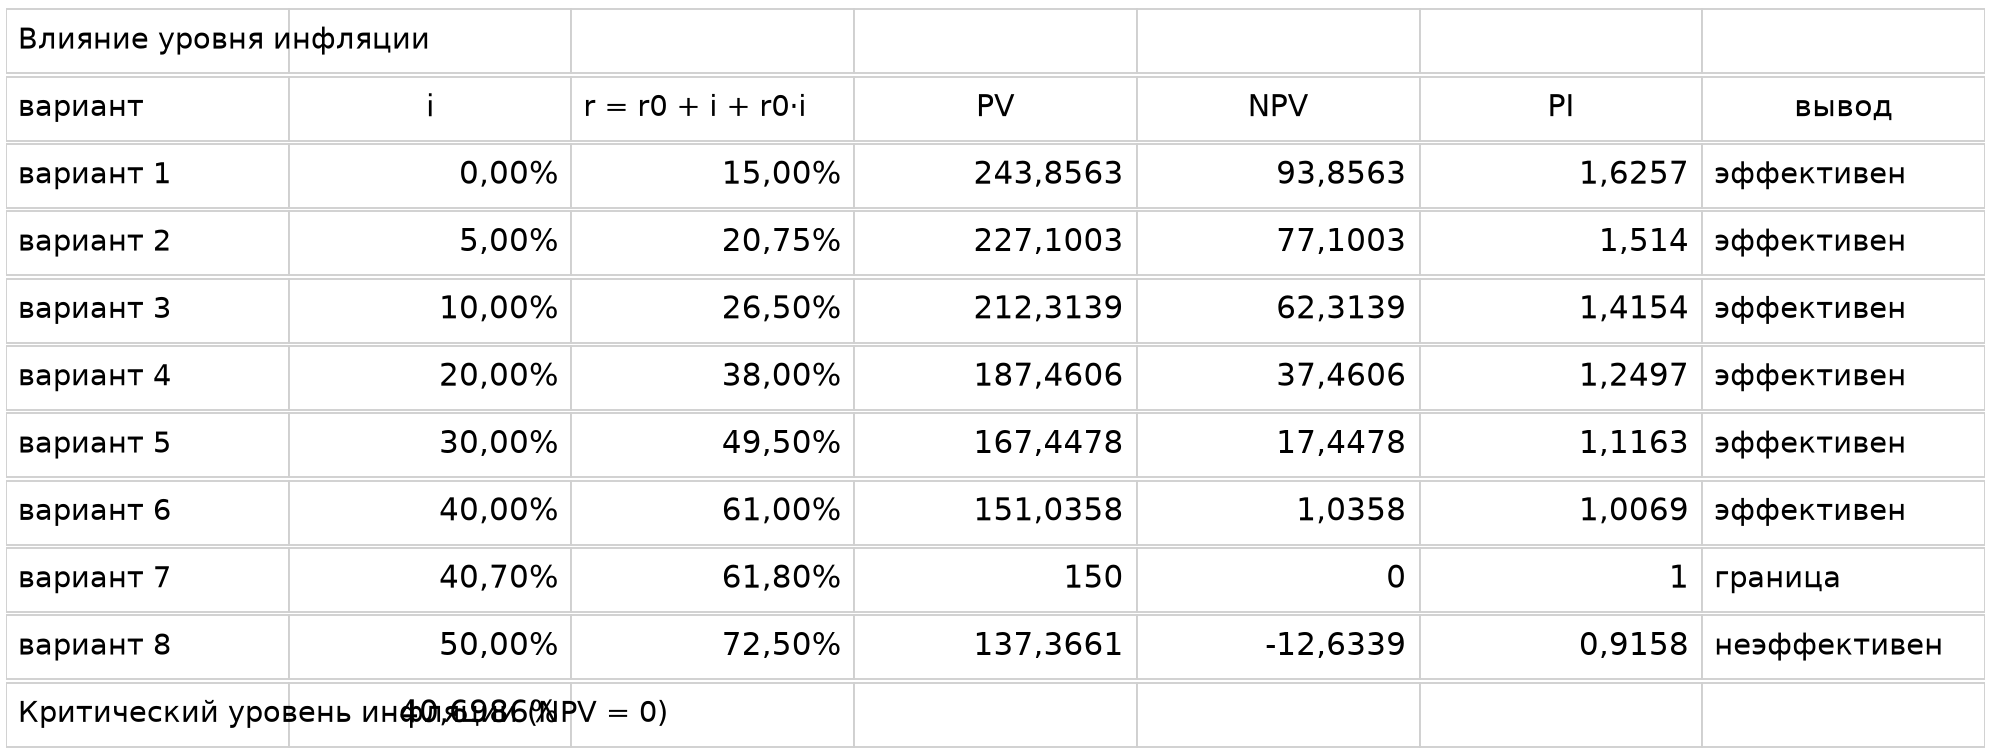 Влияние уровня инфляции
вариант i r = r0 + i + r0·i PV NPV PI вывод
вариант 1 0,00% 15,00% 243,8563 93,8563 1,6257 эффективен
вариант 2 5,00% 20,75% 227,1003 77,1003 1,514 эффективен
вариант 3 10,00% 26,50% 212,3139 62,3139 1,4154 эффективен
вариант 4 20,00% 38,00% 187,4606 37,4606 1,2497 эффективен
вариант 5 30,00% 49,50% 167,4478 17,4478 1,1163 эффективен
вариант 6 40,00% 61,00% 151,0358 1,0358 1,0069 эффективен
вариант 7 40,70% 61,80% 150 0 1 граница
вариант 8 50,00% 72,50% 137,3661 -12,6339 0,9158 неэффективен
Критический уровень инфляции (NPV = 0) 40,6986%